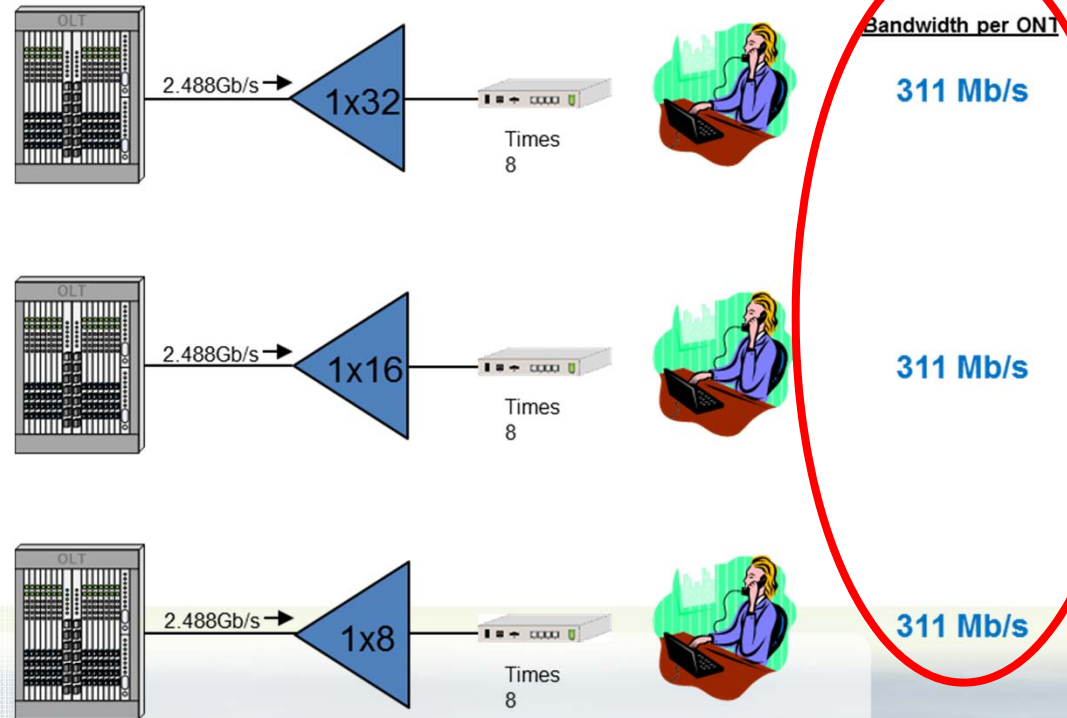 Bandwidth per ONT
OLT
2.488Gb/s
1x32
Times
8
311 Mb/s
OLT
2.488Gb/s
1x16
Times
8
311 Mb/s
OLT
2.488Gb/s
1x8
Times
8
311 Mb/s